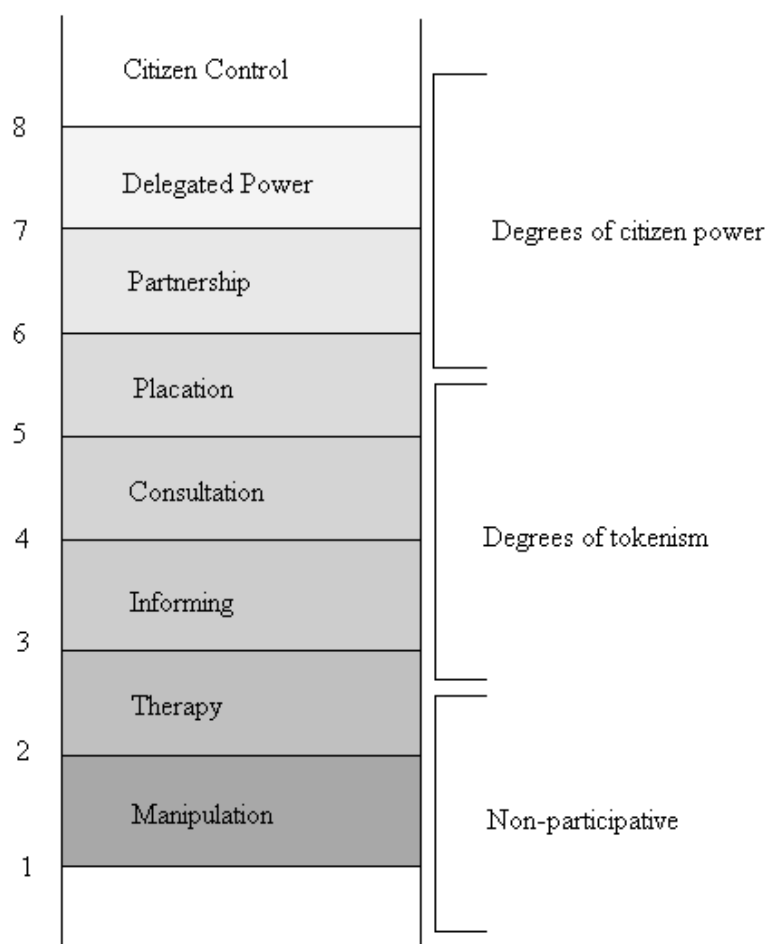 Citizen Control
8
Delegated Power
7
Degrees of citizen power
Partnership
6
Placation
5
Consultation
4
Degrees of tokenism
Informing
3
Therapy
2
Manipulation
Non-participative
1